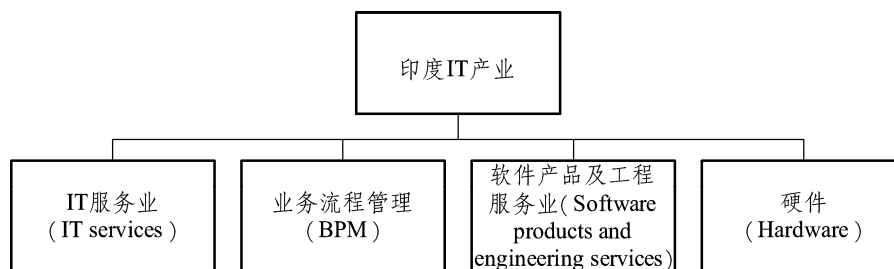 印度IT产业
IT服务业
(IT services)
业务流程管理
(BPM)
软件产品及工程
服务业(Software
products and
engineering services)
硬件
(Hardware)